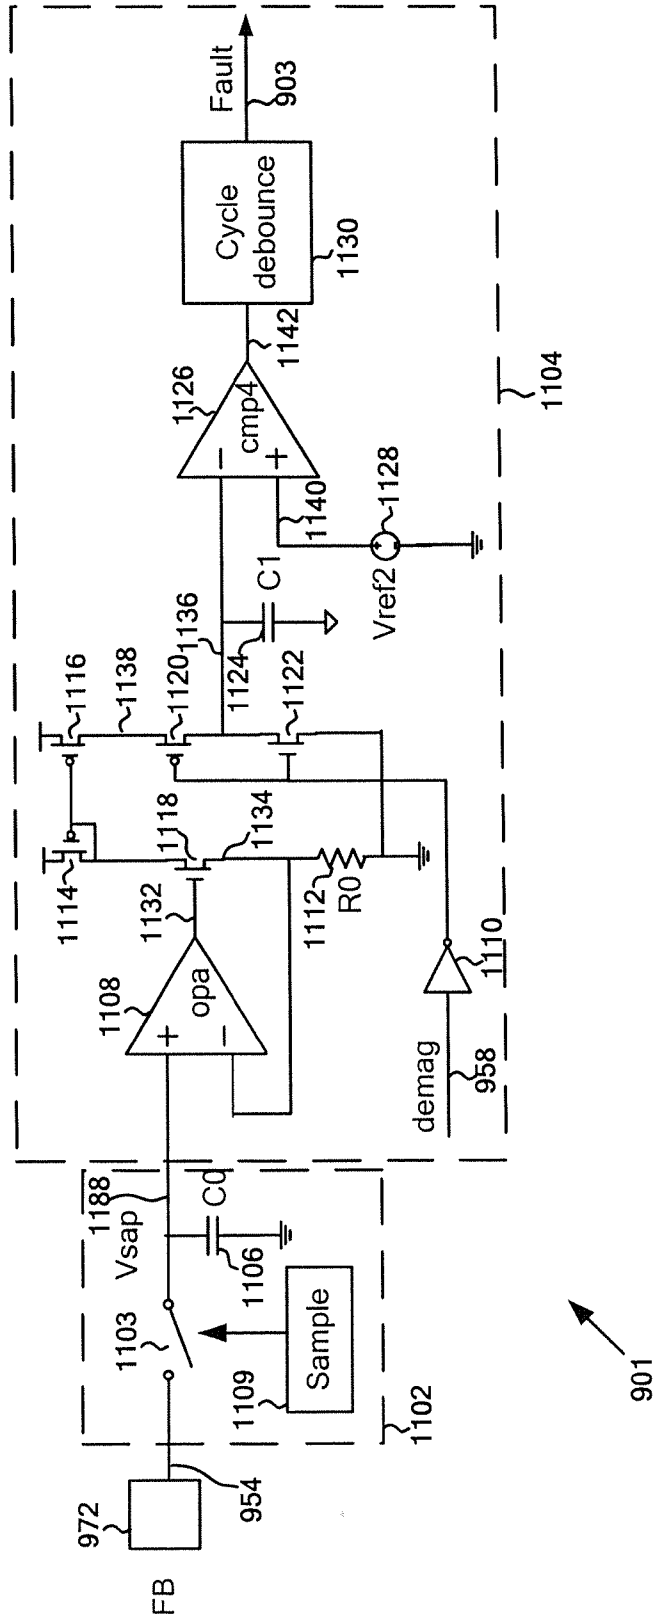 FB
972
954
1103
Vsap
1188
C0
1106
Sample
1109
1102
1108
+
−
opa
1132
1114
1116
1118
1134
1112
R0
1138
1120
1122
1136
1124
C1
demag
958
1110
1126
cmp4
−
+
1140
1128
Vref2
1142
Cycle
debounce
1130
Fault
903
1104
901